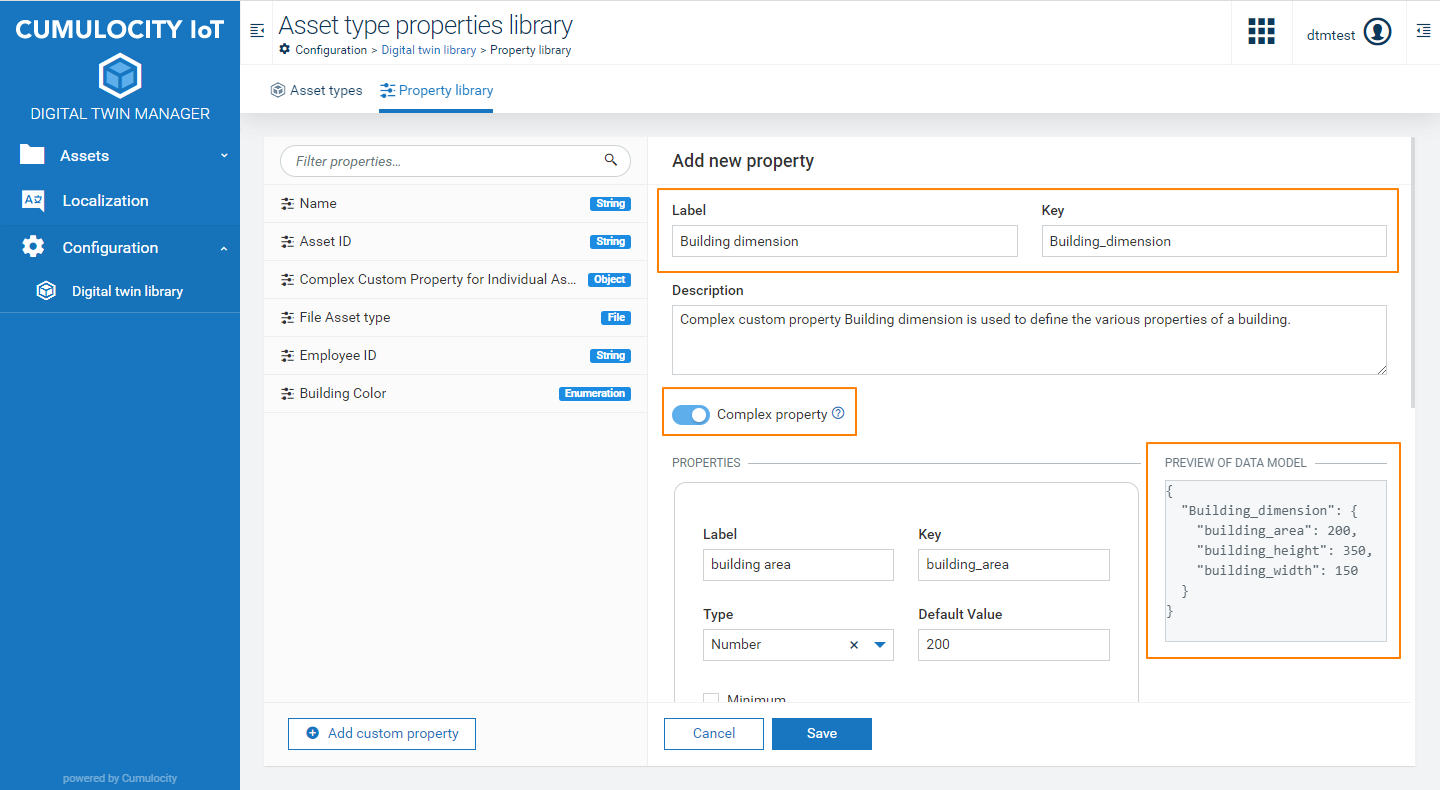 CUMULOCITY IoT
DIGITAL TWIN MANAGER
Assets
Localization
Configuration
Digital twin library
powered by Cumulocity
Asset type properties library
Configuration > Digital twin library > Property library
dtmtest
Asset types
Property library
Filter properties...
Name String
Asset ID String
Complex Custom Property for Individual As... Object
File Asset type File
Employee ID String
Building Color Enumeration
Add custom property
Add new property
Label Key
Building dimension Building_dimension
Description
Complex custom property Building dimension is used to define the various properties of a building.
Complex property
PROPERTIES
Label Key
building area building_area
Type Default Value
Number 200
Minimum
PREVIEW OF DATA MODEL
{
"Building_dimension": {
"building_area": 200,
"building_height": 350,
"building_width": 150
}
}
Cancel Save